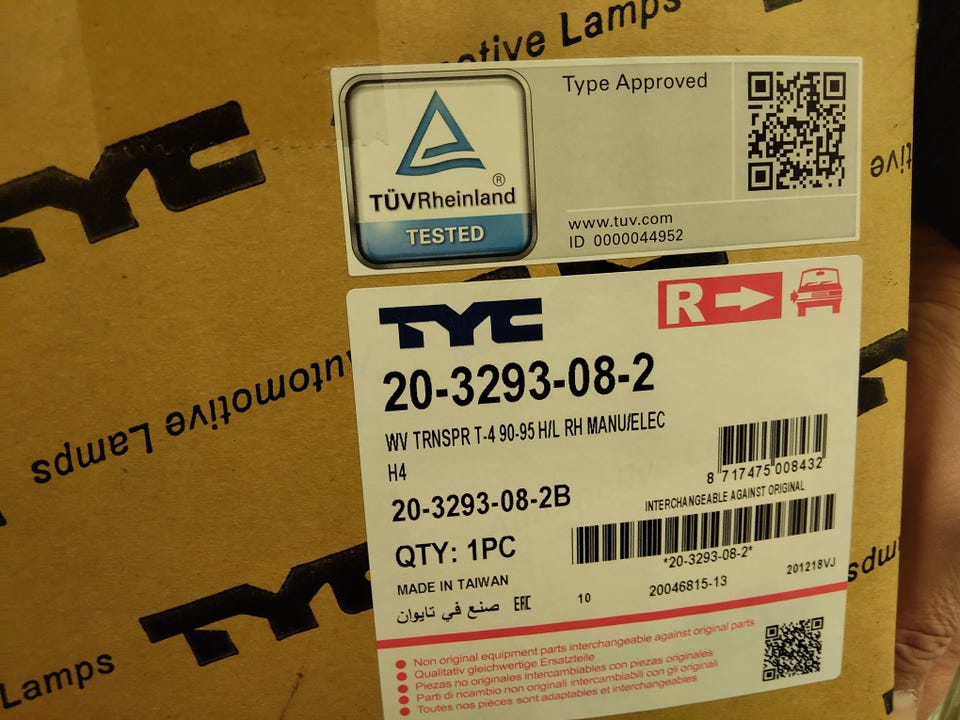 Automotive Lamps
TYC
Type Approved
TÜVRheinland®
TESTED
www.tuv.com
ID 0000044952
TYC
R
20-3293-08-2
WV TRNSPR T-4 90-95 H/L RH MANU/ELEC
H4
8 717475 008432
20-3293-08-2B
INTERCHANGEABLE AGAINST ORIGINAL
QTY: 1PC
*20-3293-08-2*
MADE IN TAIWAN
20046815-13
201218VJ
صنع في تايوان
EAC
10
Non original equipment parts interchangeable against original parts
Qualitativ gleichwertige Ersatzteile
Piezas no originales intercambiables con piezas originales
Parti di ricambio non originali intercambiabili con gli originali
Toutes nos pièces sont adaptables et interchangeables
Automotive Lamps
TYC
Lamps